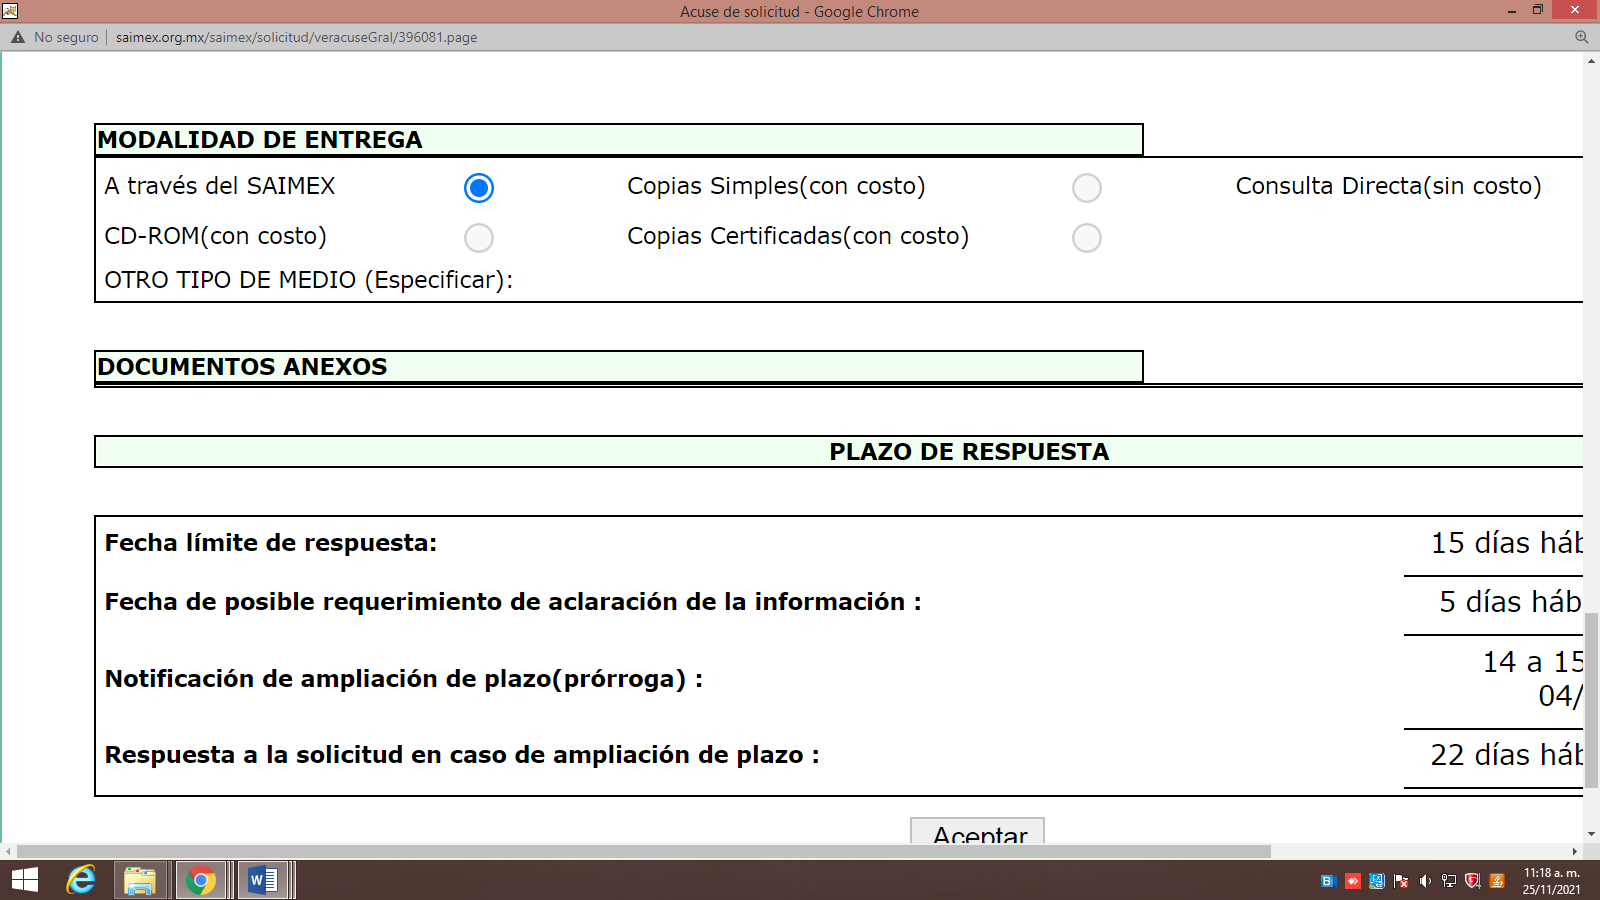 Acuse de solicitud - Google Chrome
No seguro saimex.org.mx/saimex/solicitud/veracuseGral/396081.page
MODALIDAD DE ENTREGA
A través del SAIMEX Copias Simples(con costo) Consulta Directa(sin costo)
CD-ROM(con costo) Copias Certificadas(con costo)
OTRO TIPO DE MEDIO (Especificar):
DOCUMENTOS ANEXOS
PLAZO DE RESPUESTA
Fecha límite de respuesta: 15 días háb
Fecha de posible requerimiento de aclaración de la información : 5 días háb
Notificación de ampliación de plazo(prórroga) : 14 a 15
04/
Respuesta a la solicitud en caso de ampliación de plazo : 22 días háb
Aceptar
11:18 a. m.
25/11/2021